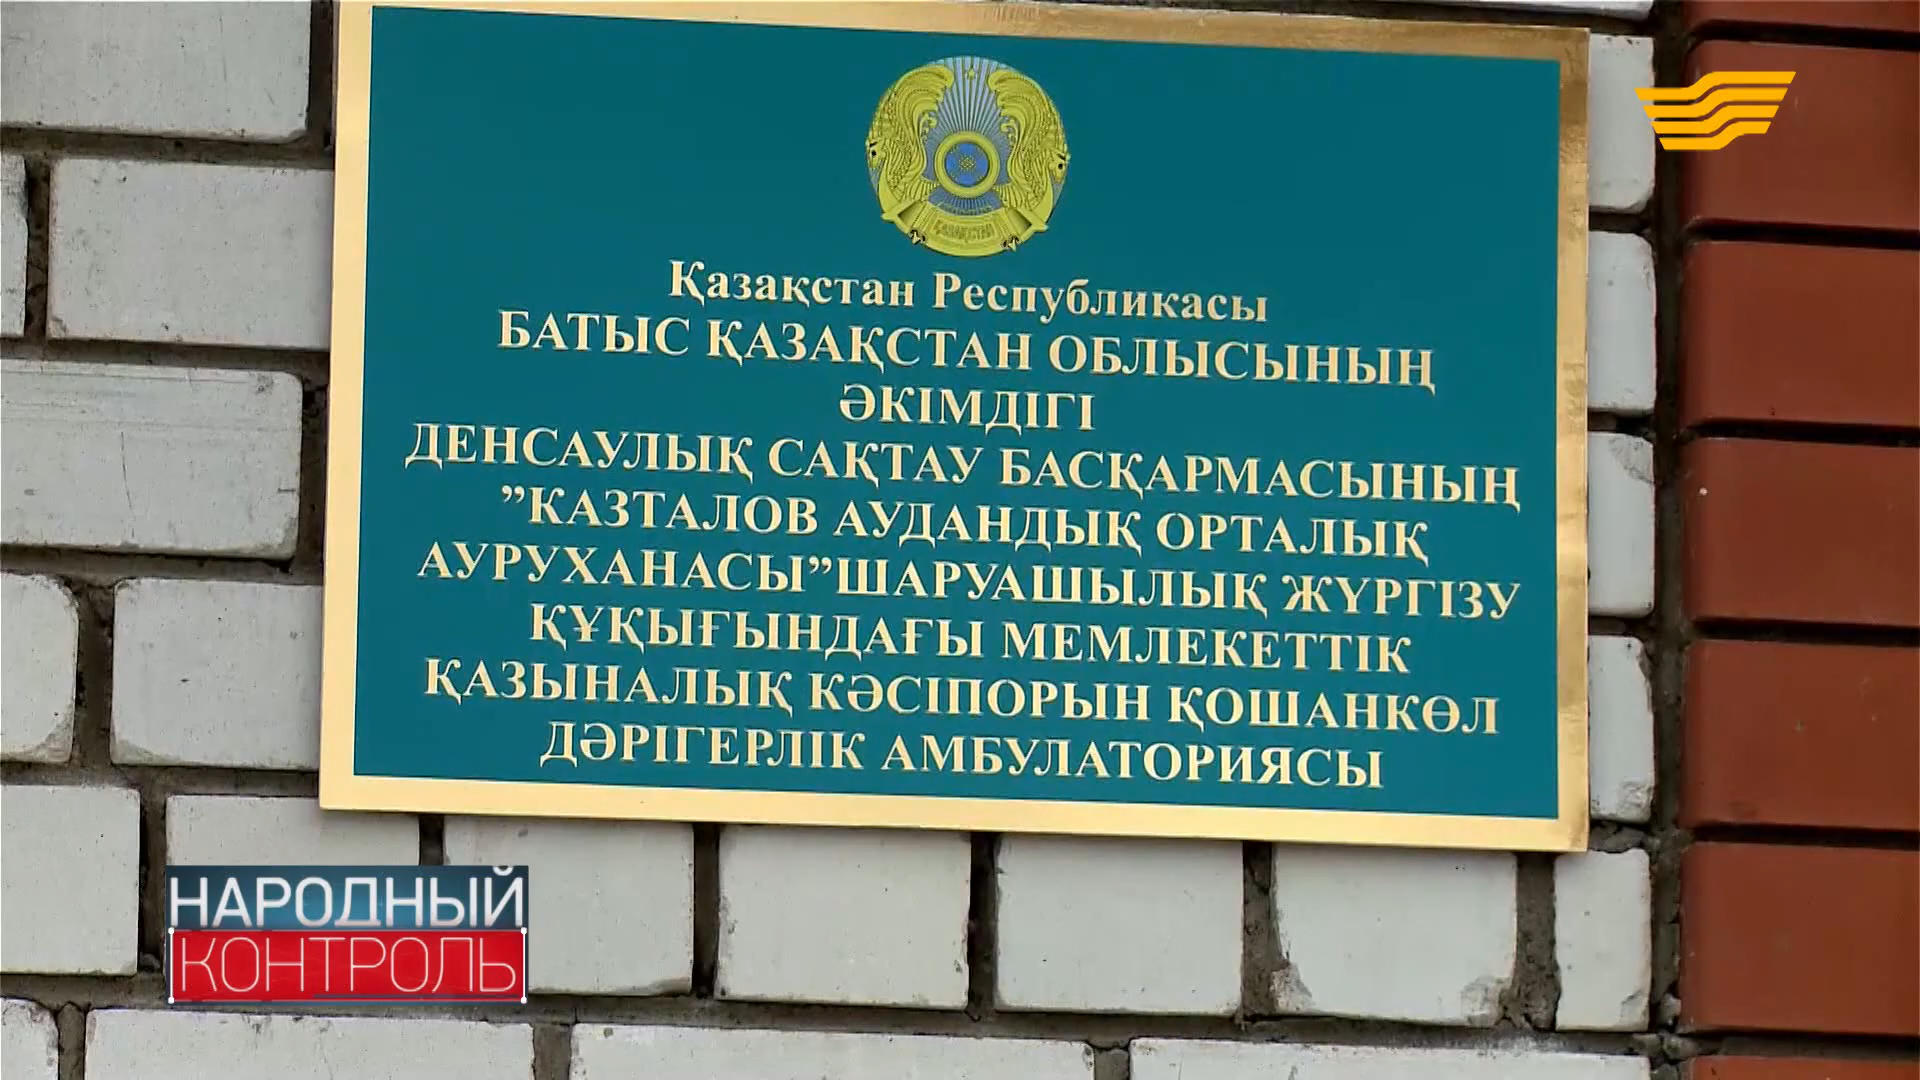 ҚАЗАҚСТАН
Қазақстан Республикасы
БАТЫС ҚАЗАҚСТАН ОБЛЫСЫНЫҢ
ӘКІМДІГІ
ДЕНСАУЛЫҚ САҚТАУ БАСҚАРМАСЫНЫҢ
”КАЗТАЛОВ АУДАНДЫҚ ОРТАЛЫҚ
АУРУХАНАСЫ”ШАРУАШЫЛЫҚ ЖҮРГІЗУ
ҚҰҚЫҒЫНДАҒЫ МЕМЛЕКЕТТІК
ҚАЗЫНАЛЫҚ КӘСІПОРЫН ҚОШАНКӨЛ
ДӘРІГЕРЛІК АМБУЛАТОРИЯСЫ
НАРОДНЫЙ
КОНТРОЛЬ